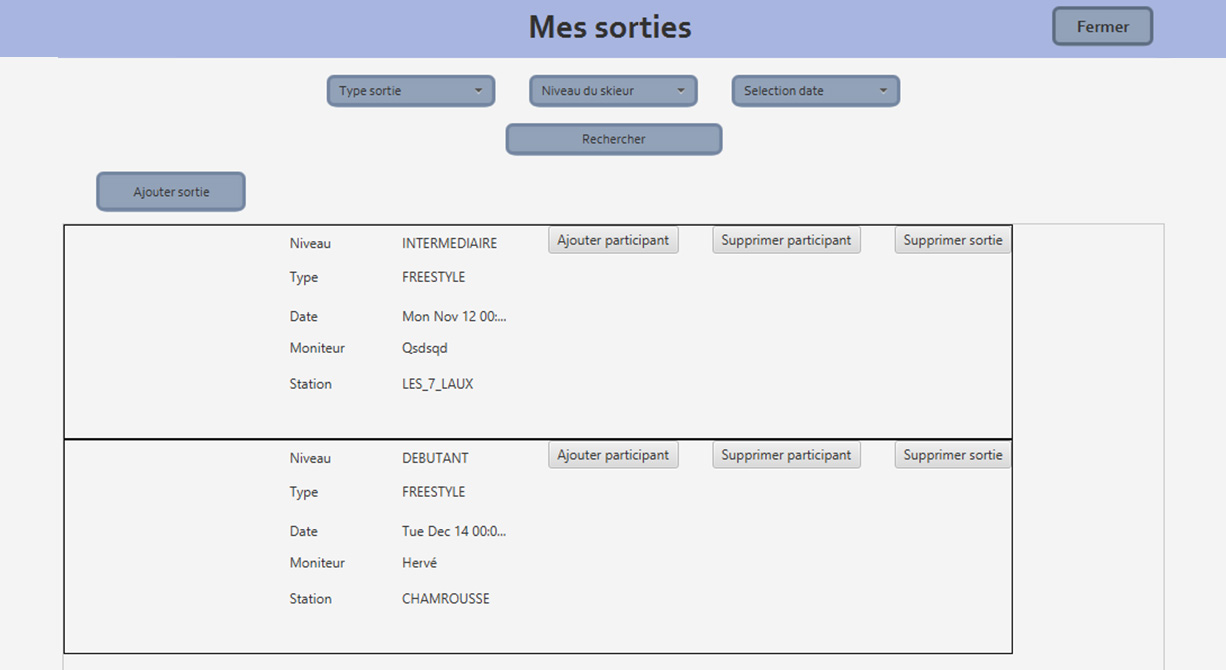 Mes sorties
Fermer
Type sortie
Niveau du skieur
Selection date
Rechercher
Ajouter sortie
Niveau INTERMEDIAIRE Ajouter participant Supprimer participant Supprimer sortie
Type FREESTYLE
Date Mon Nov 12 00:...
Moniteur Qsdsqd
Station LES_7_LAUX
Niveau DEBUTANT Ajouter participant Supprimer participant Supprimer sortie
Type FREESTYLE
Date Tue Dec 14 00:0...
Moniteur Hervé
Station CHAMROUSSE